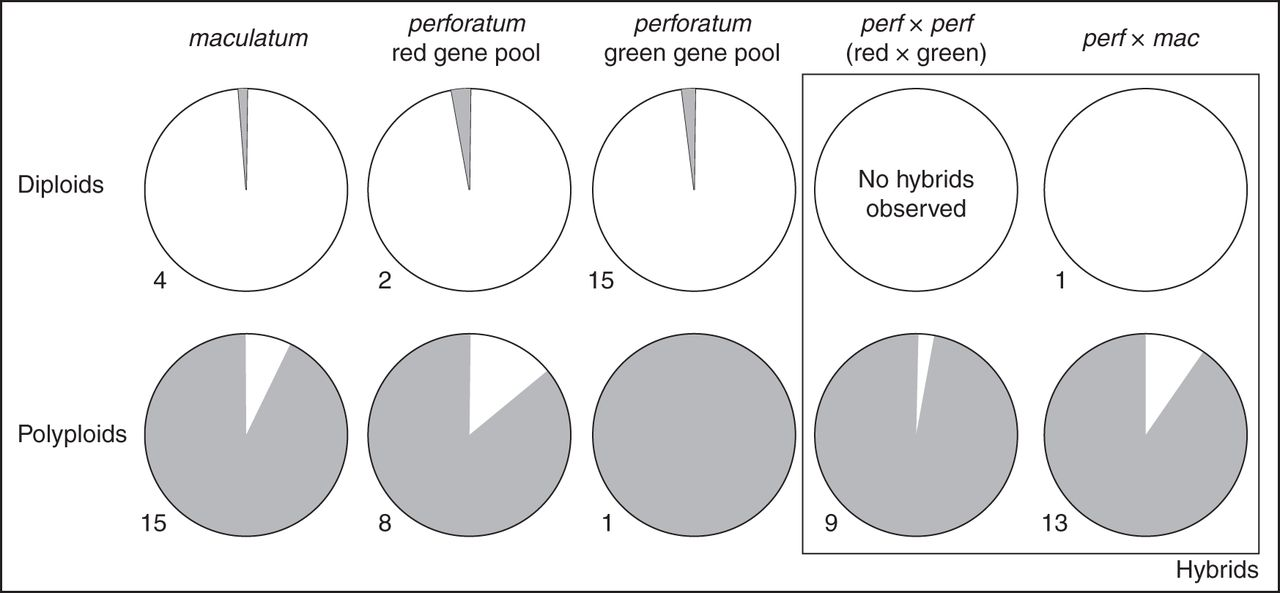 maculatum
perforatum
red gene pool
perforatum
green gene pool
perf × perf
(red × green)
perf × mac
Diploids
No hybrids
observed
4
2
15
1
Polyploids
15
8
1
9
13
Hybrids